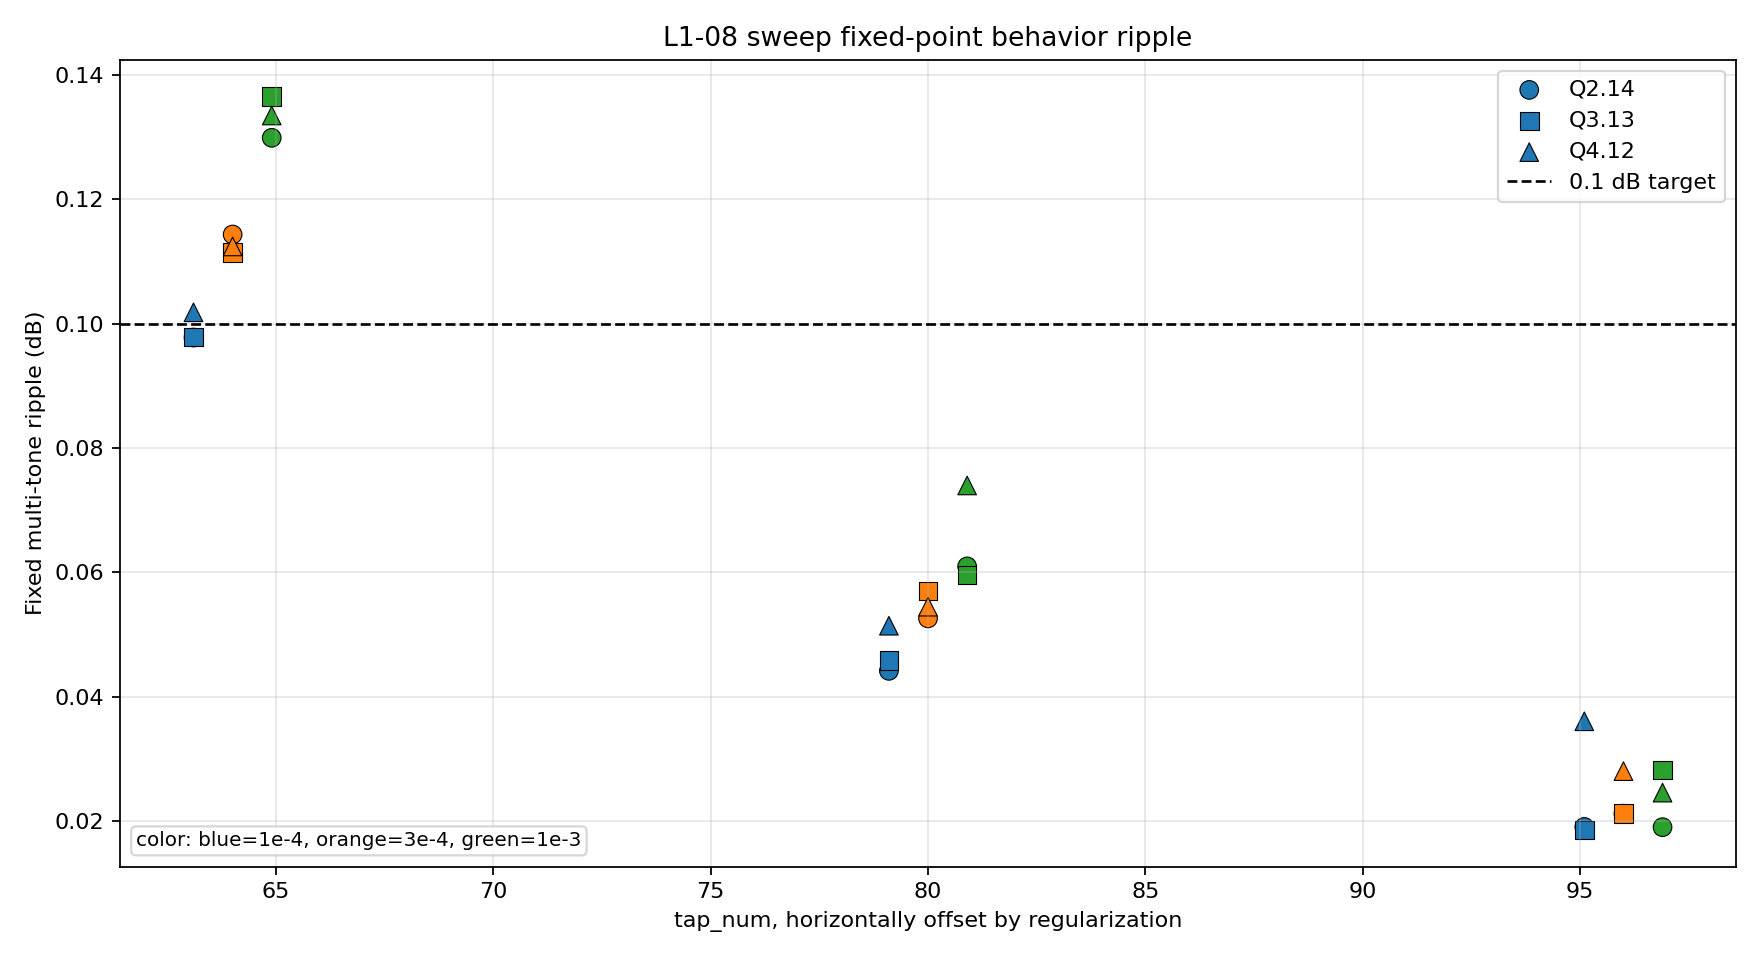 L1-08 sweep fixed-point behavior ripple
Fixed multi-tone ripple (dB)
0.14
0.12
0.10
0.08
0.06
0.04
0.02
Q2.14
Q3.13
Q4.12
0.1 dB target
color: blue=1e-4, orange=3e-4, green=1e-3
65
70
75
80
85
90
95
tap_num, horizontally offset by regularization